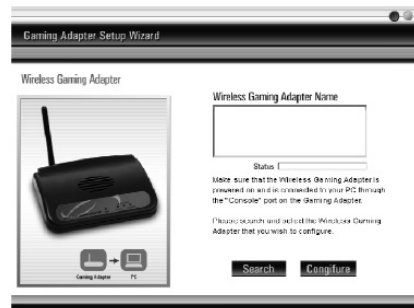 Gaming Adapter Setup Wizard
Wireless Gaming Adapter
Wireless Gaming Adapter Name
Status
Make sure that the Wireless Gaming Adapter is
powered on and is connected to your PC through
the "Console" port on the Gaming Adapter.
Please search and select the Wireless Gaming
Adapter that you wish to configure.
Gaming Adapter
PC
Search
Congifure